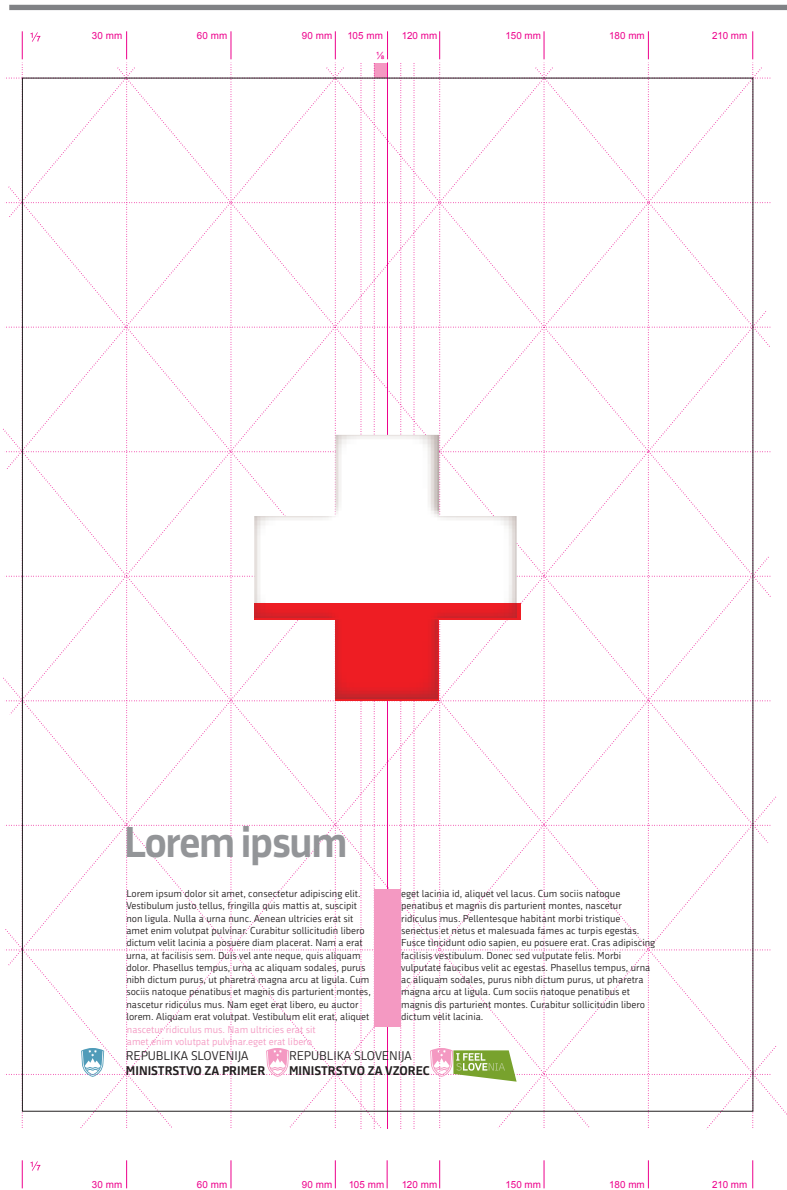 ⅐ 30 mm 60 mm 90 mm 105 mm 120 mm 150 mm 180 mm 210 mm
⅛
Lorem ipsum
Lorem ipsum dolor sit amet, consectetur adipiscing elit.
Vestibulum justo tellus, fringilla quis mattis at, suscipit
non ligula. Nulla a urna nunc. Aenean ultricies erat sit
amet enim volutpat pulvinar. Curabitur sollicitudin libero
dictum velit lacinia a posuere diam placerat. Nam a erat
urna, at facilisis sem. Duis vel ante neque, quis aliquam
dolor. Phasellus tempus, urna ac aliquam sodales, purus
nibh dictum purus, ut pharetra magna arcu at ligula. Cum
sociis natoque penatibus et magnis dis parturient montes,
nascetur ridiculus mus. Nam eget erat libero, eu auctor
lorem. Aliquam erat volutpat. Vestibulum elit erat, aliquet
nascetur ridiculus mus. Nam ultricies erat sit
amet enim volutpat pulvinar.eget erat libero,
eget lacinia id, aliquet vel lacus. Cum sociis natoque
penatibus et magnis dis parturient montes, nascetur
ridiculus mus. Pellentesque habitant morbi tristique
senectus et netus et malesuada fames ac turpis egestas.
Fusce tincidunt odio sapien, eu posuere erat. Cras adipiscing
facilisis vestibulum. Donec sed vulputate felis. Morbi
vulputate faucibus velit ac egestas. Phasellus tempus, urna
ac aliquam sodales, purus nibh dictum purus, ut pharetra
magna arcu at ligula. Cum sociis natoque penatibus et
magnis dis parturient montes. Curabitur sollicitudin libero
dictum velit lacinia.
REPUBLIKA SLOVENIJA
MINISTRSTVO ZA PRIMER
REPUBLIKA SLOVENIJA
MINISTRSTVO ZA VZOREC
I FEEL
SLOVENIA
⅐ 30 mm 60 mm 90 mm 105 mm 120 mm 150 mm 180 mm 210 mm